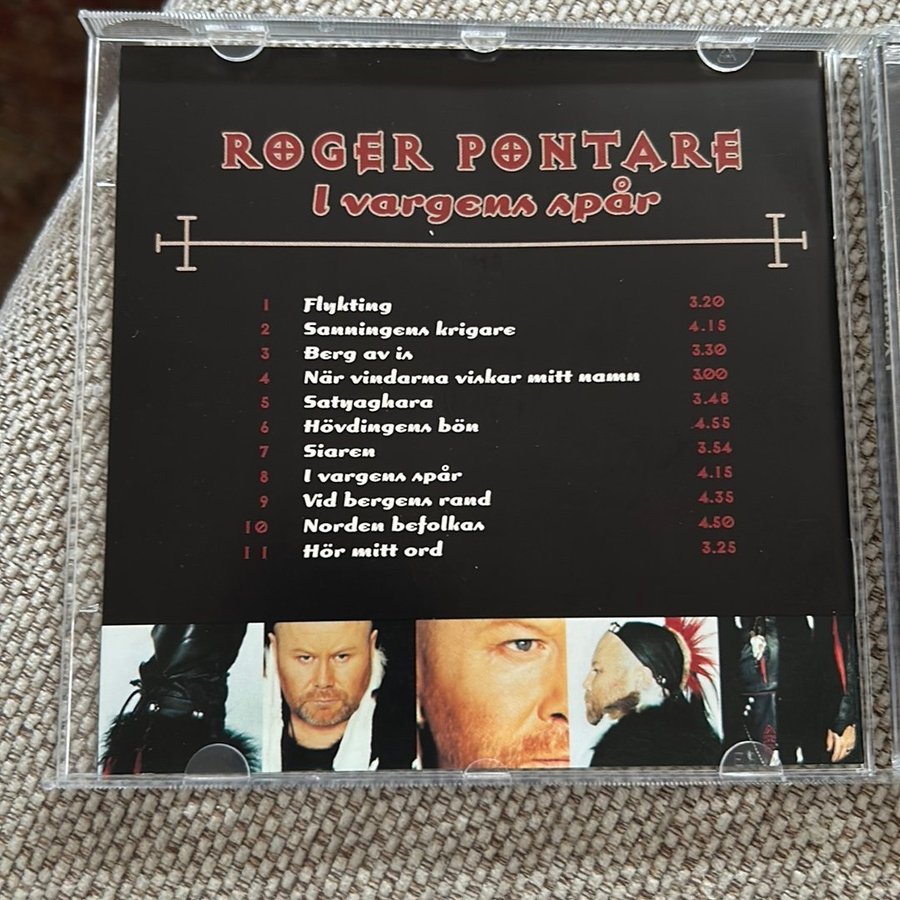 ROGER PONTARE
I vargens spår
1 Flykting 3.20
2 Sanningens krigare 4.15
3 Berg av is 3.30
4 När vindarna viskar mitt namn 3.00
5 Satyaghara 3.48
6 Hövdingens bön 4.55
7 Siaren 3.54
8 I vargens spår 4.15
9 Vid bergens rand 4.35
10 Norden befolkas 4.50
11 Hör mitt ord 3.25